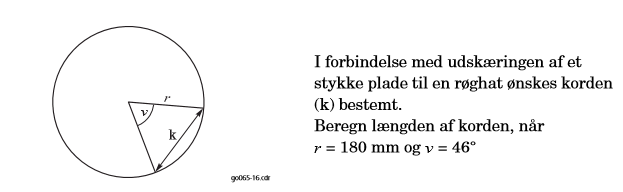 r
v
k
go065-16.cdr
I forbindelse med udskæringen af et
stykke plade til en røghat ønskes korden
(k) bestemt.
Beregn længden af korden, når
r = 180 mm og v = 46°